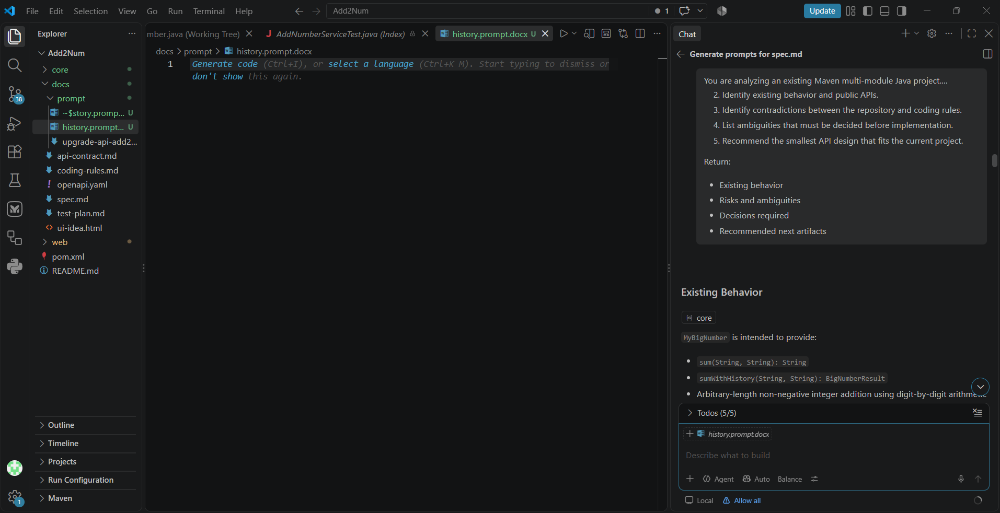 File Edit Selection View Go Run Terminal Help
Add2Num
1
Update
Explorer
Add2Num
core
docs
prompt
~$story.promp... U
history.prompt... U
upgrade-api-add2...
api-contract.md
coding-rules.md
openapi.yaml
spec.md
test-plan.md
ui-idea.html
web
pom.xml
README.md
38
Outline
Timeline
Projects
Run Configuration
Maven
1
mber.java (Working Tree)
AddNumberServiceTest.java (Index)
history.prompt.docx U
docs > prompt > history.prompt.docx
1
Generate code (Ctrl+I), or select a language (Ctrl+K M). Start typing to dismiss or
don't show this again.
Chat
Generate prompts for spec.md
You are analyzing an existing Maven multi-module Java project....
2. Identify existing behavior and public APIs.
3. Identify contradictions between the repository and coding rules.
4. List ambiguities that must be decided before implementation.
5. Recommend the smallest API design that fits the current project.
Return:
• Existing behavior
• Risks and ambiguities
• Decisions required
• Recommended next artifacts
Existing Behavior
core
MyBigNumber is intended to provide:
• sum(String, String): String
• sumWithHistory(String, String): BigNumberResult
• Arbitrary-length non-negative integer addition using digit-by-digit arithmetic
Todos (5/5)
history.prompt.docx
Describe what to build
Agent Auto Balance
Local Allow all